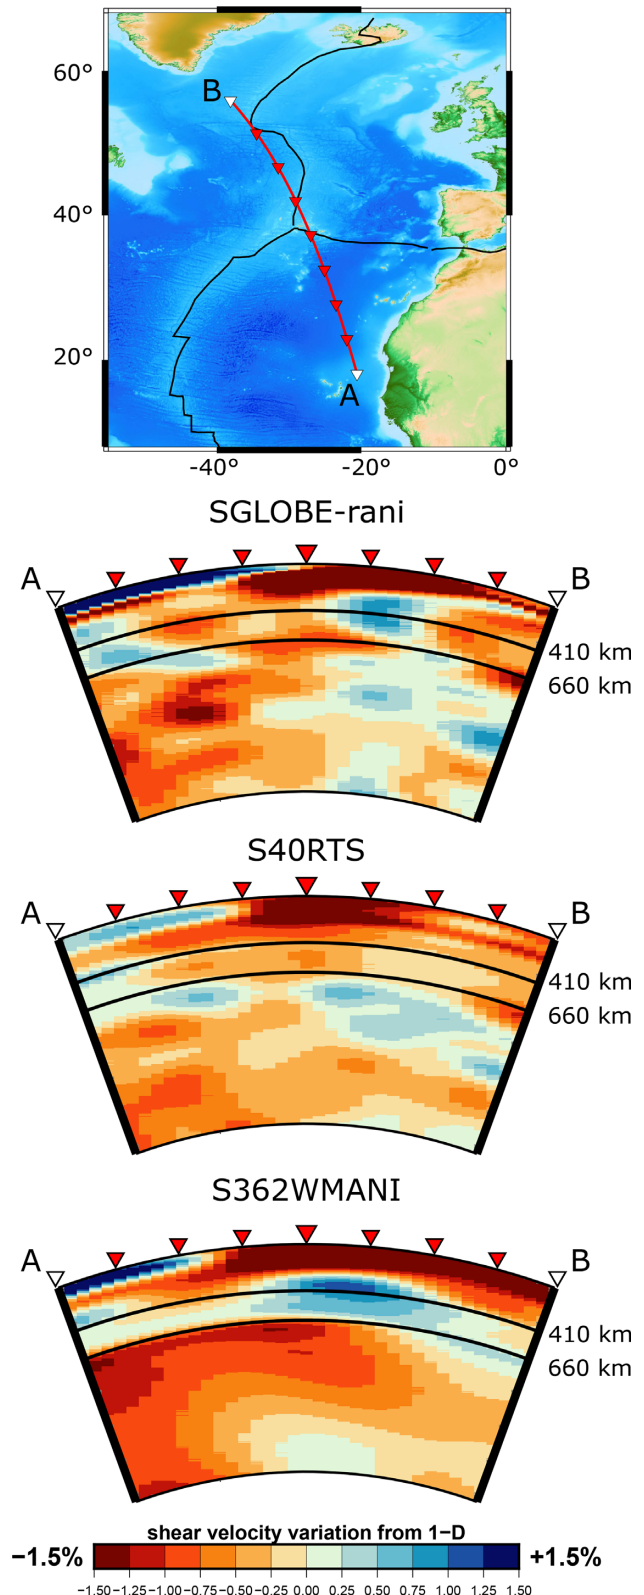 60°
B
40°
20°
A
-40°
-20°
0°
SGLOBE-rani
A
B
410 km
660 km
S40RTS
A
B
410 km
660 km
S362WMANI
A
B
410 km
660 km
shear velocity variation from 1−D
−1.5%
+1.5%
−1.50 −1.25 −1.00 −0.75 −0.50 −0.25 0.00 0.25 0.50 0.75 1.00 1.25 1.50